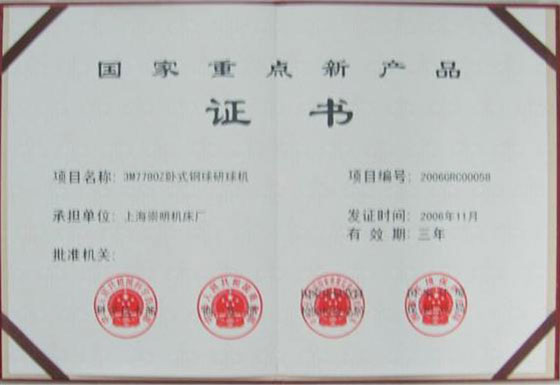 国家重点新产品
证书
项目名称：3M7780Z卧式钢球研球机
承担单位：上海崇明机床厂
批准机关：
项目编号：2006GRC00058
发证时间：2006年11月
有效期：三年